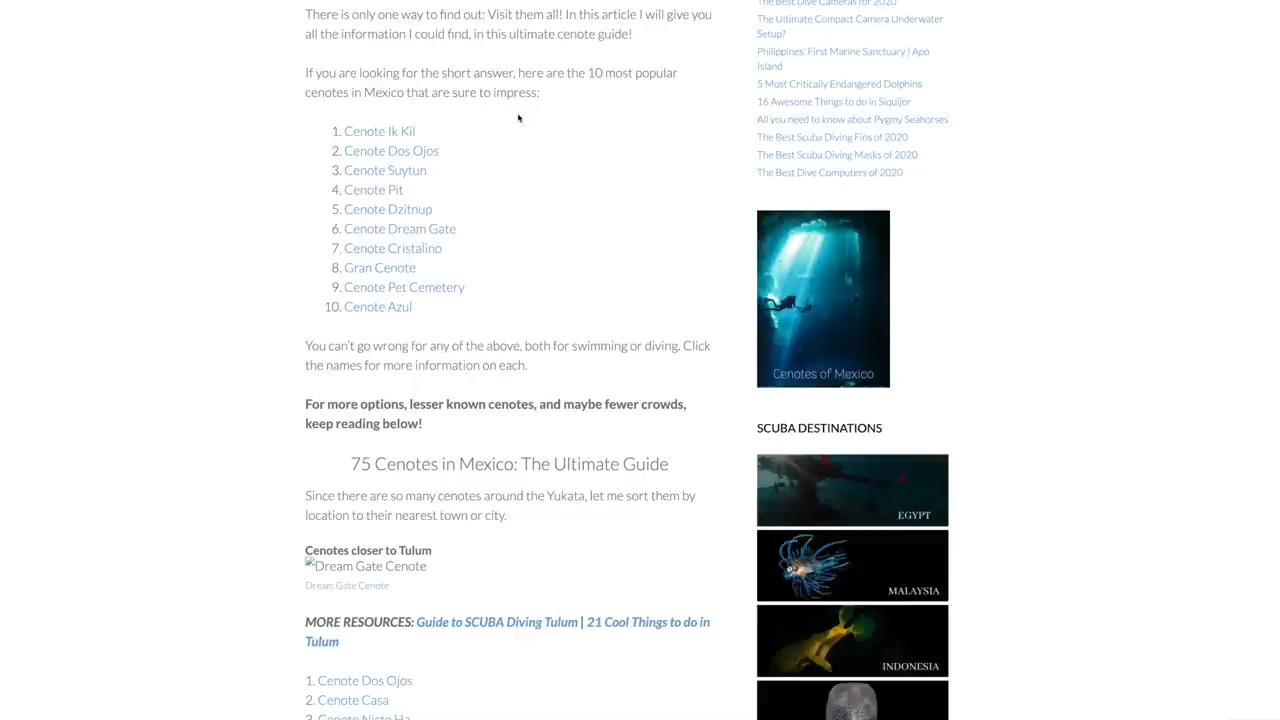 There is only one way to find out: Visit them all! In this article I will give you
all the information I could find, in this ultimate cenote guide!
If you are looking for the short answer, here are the 10 most popular
cenotes in Mexico that are sure to impress:
1. Cenote Ik Kil
2. Cenote Dos Ojos
3. Cenote Suytun
4. Cenote Pit
5. Cenote Dzitnup
6. Cenote Dream Gate
7. Cenote Cristalino
8. Gran Cenote
9. Cenote Pet Cemetery
10. Cenote Azul
You can't go wrong for any of the above, both for swimming or diving. Click
the names for more information on each.
For more options, lesser known cenotes, and maybe fewer crowds,
keep reading below!
75 Cenotes in Mexico: The Ultimate Guide
Since there are so many cenotes around the Yukata, let me sort them by
location to their nearest town or city.
Cenotes closer to Tulum
Dream Gate Cenote
Dream Gate Cenote
MORE RESOURCES: Guide to SCUBA Diving Tulum | 21 Cool Things to do in
Tulum
1. Cenote Dos Ojos
2. Cenote Casa
3. Cenote Nicte Ha
The Best Dive Cameras for 2020
The Ultimate Compact Camera Underwater
Setup?
Philippines' First Marine Sanctuary | Apo
Island
5 Most Critically Endangered Dolphins
16 Awesome Things to do in Siquijor
All you need to know about Pygmy Seahorses
The Best Scuba Diving Fins of 2020
The Best Scuba Diving Masks of 2020
The Best Dive Computers of 2020
Cenotes of Mexico
SCUBA DESTINATIONS
EGYPT
MALAYSIA
INDONESIA